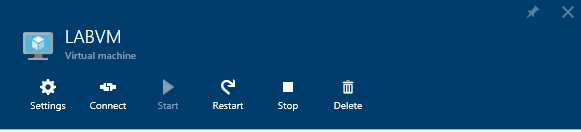 LABVM
Virtual machine
Settings Connect Start Restart Stop Delete